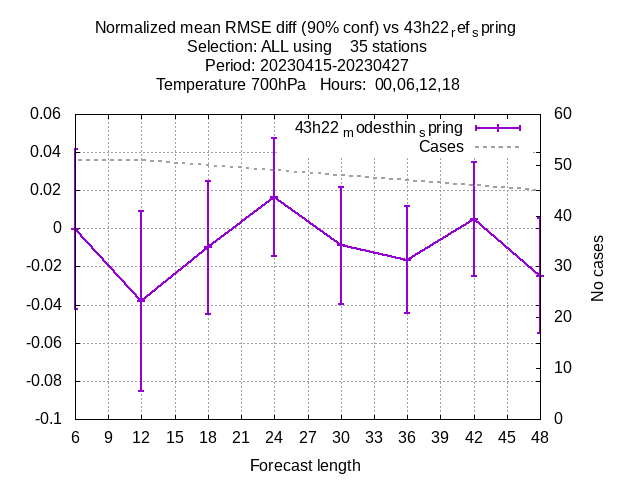 Normalized mean RMSE diff (90% conf) vs 43h22ref spring
Selection: ALL using    35 stations
Period: 20230415-20230427
Temperature 700hPa   Hours:  00,06,12,18
43h22modesthinspring
Cases
0.06
0.04
0.02
0
-0.02
-0.04
-0.06
-0.08
-0.1
60
50
40
30
20
10
0
No cases
6 9 12 15 18 21 24 27 30 33 36 39 42 45 48
Forecast length